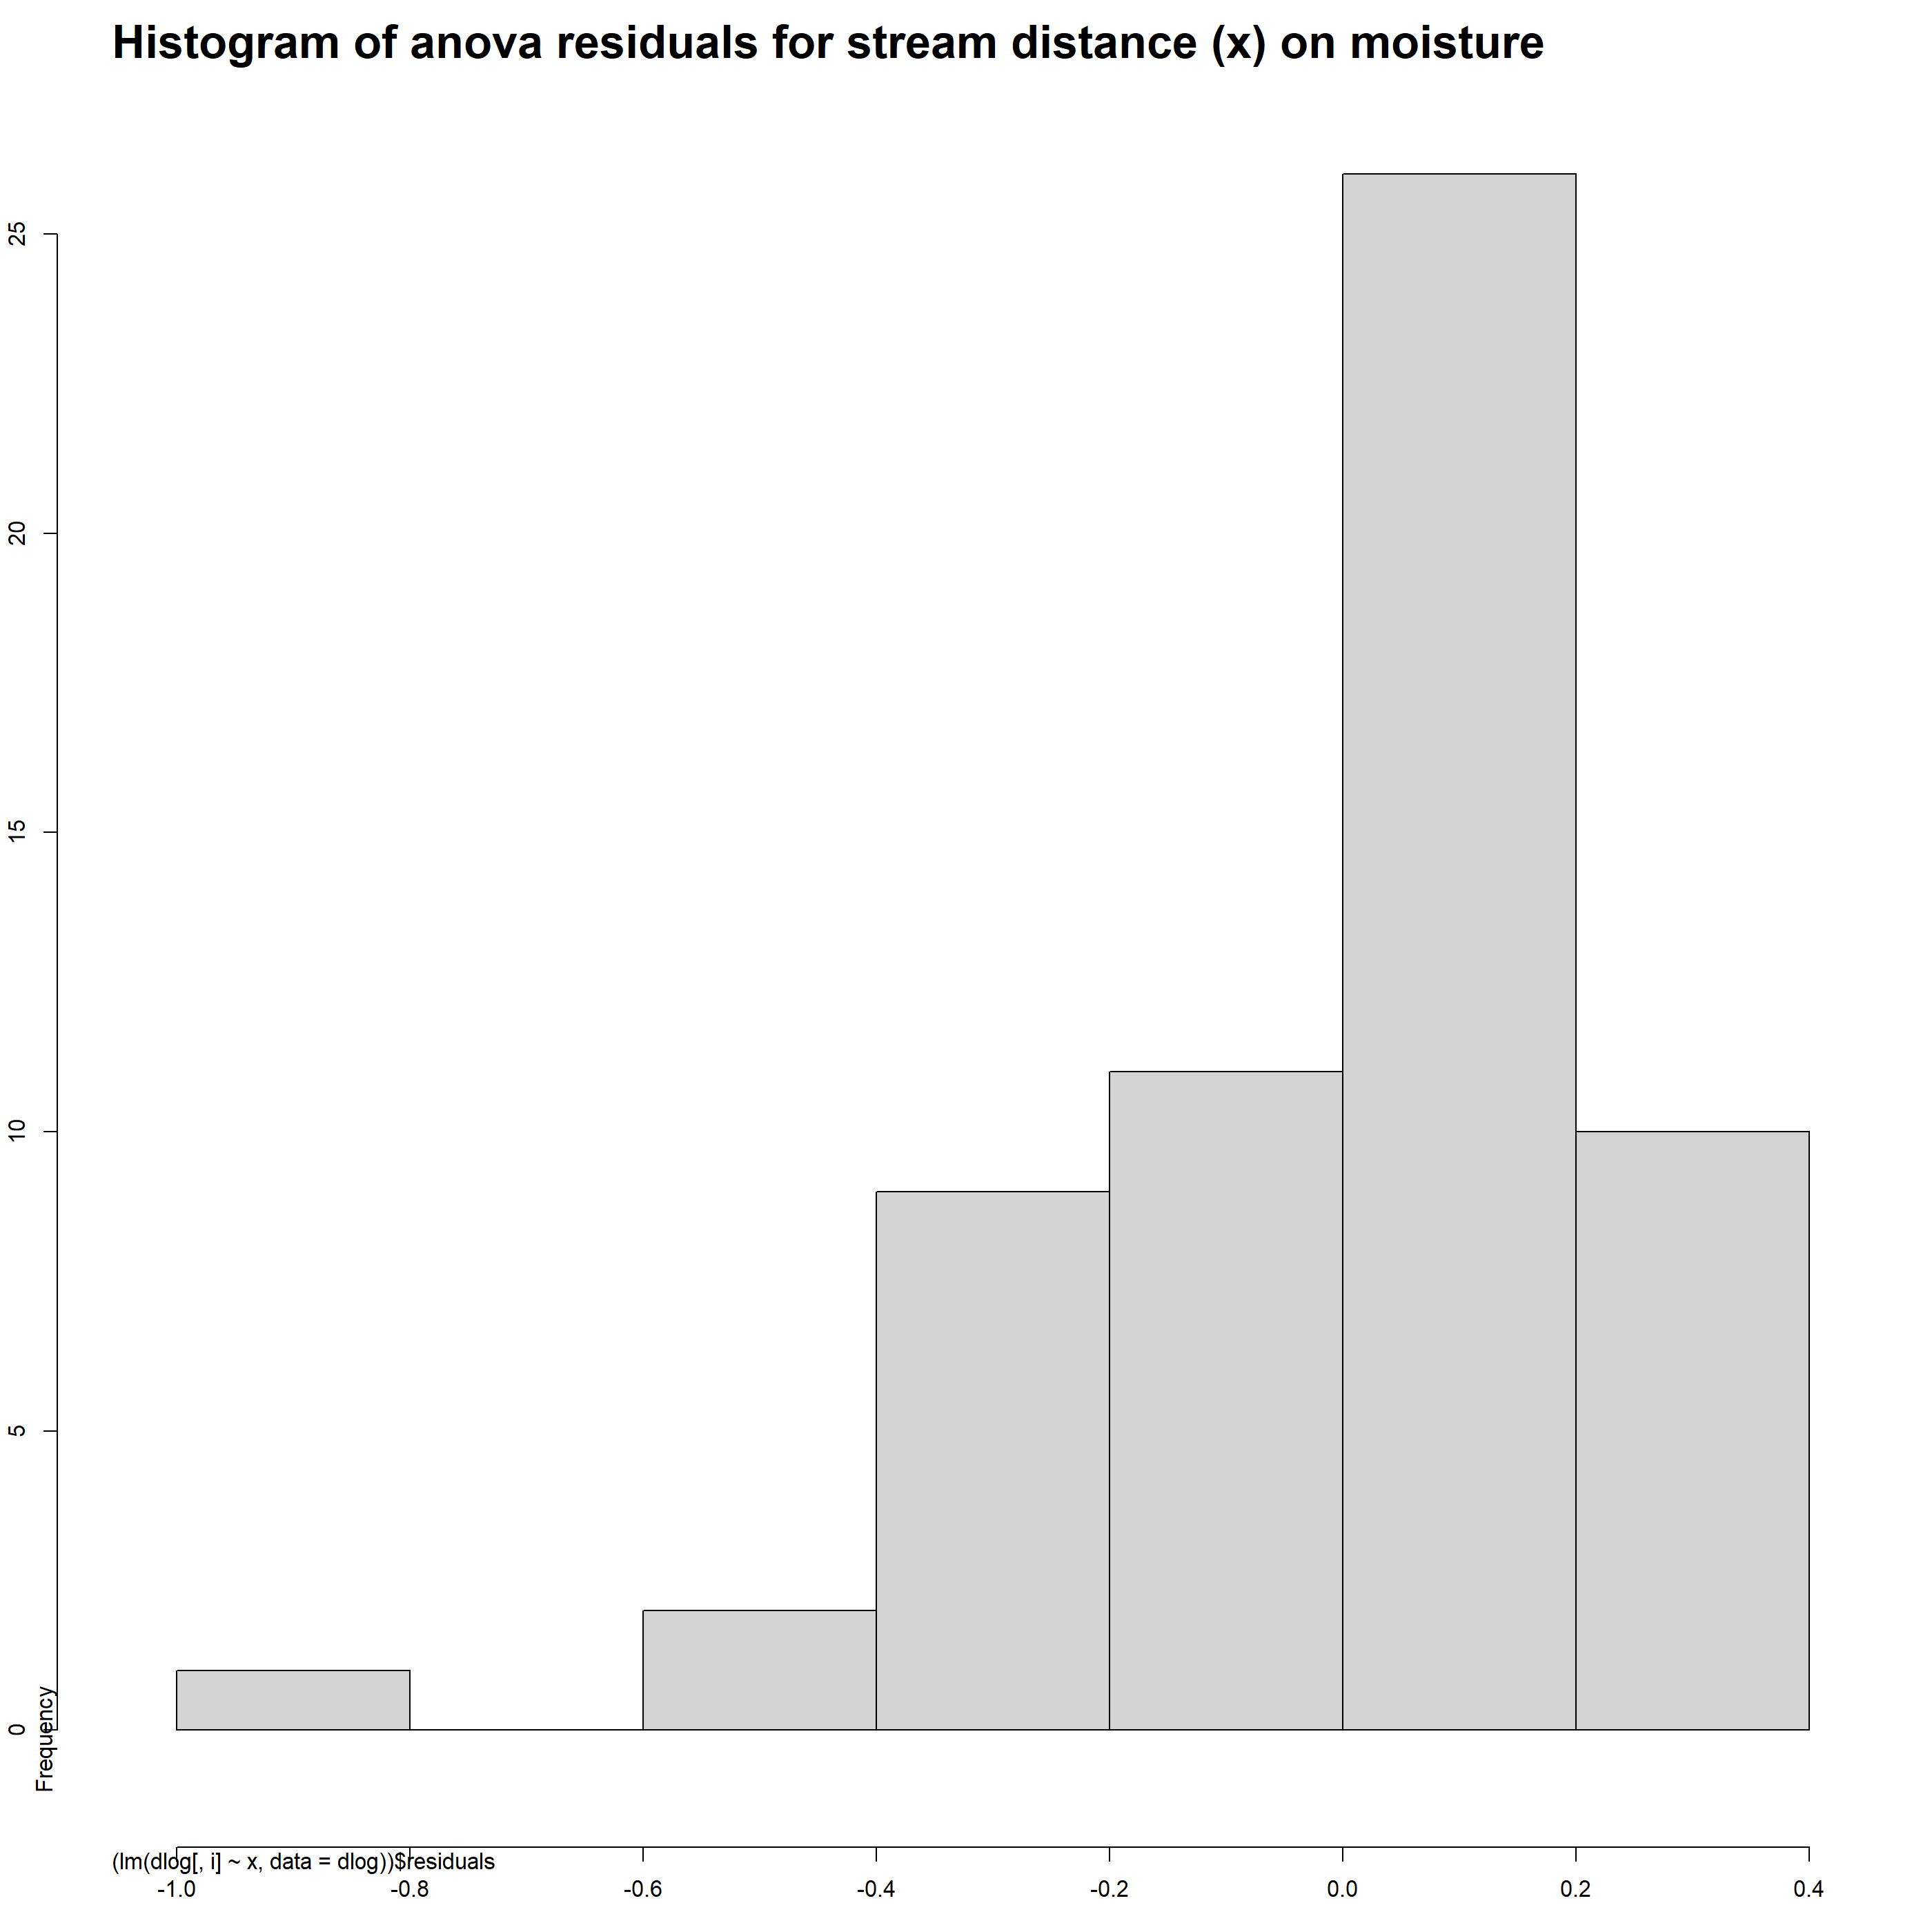 Histogram of anova residuals for stream distance (x) on moisture
25
20
15
10
5
0
Frequency
(lm(dlog[, i] ~ x, data = dlog))$residuals
-1.0 -0.8 -0.6 -0.4 -0.2 0.0 0.2 0.4